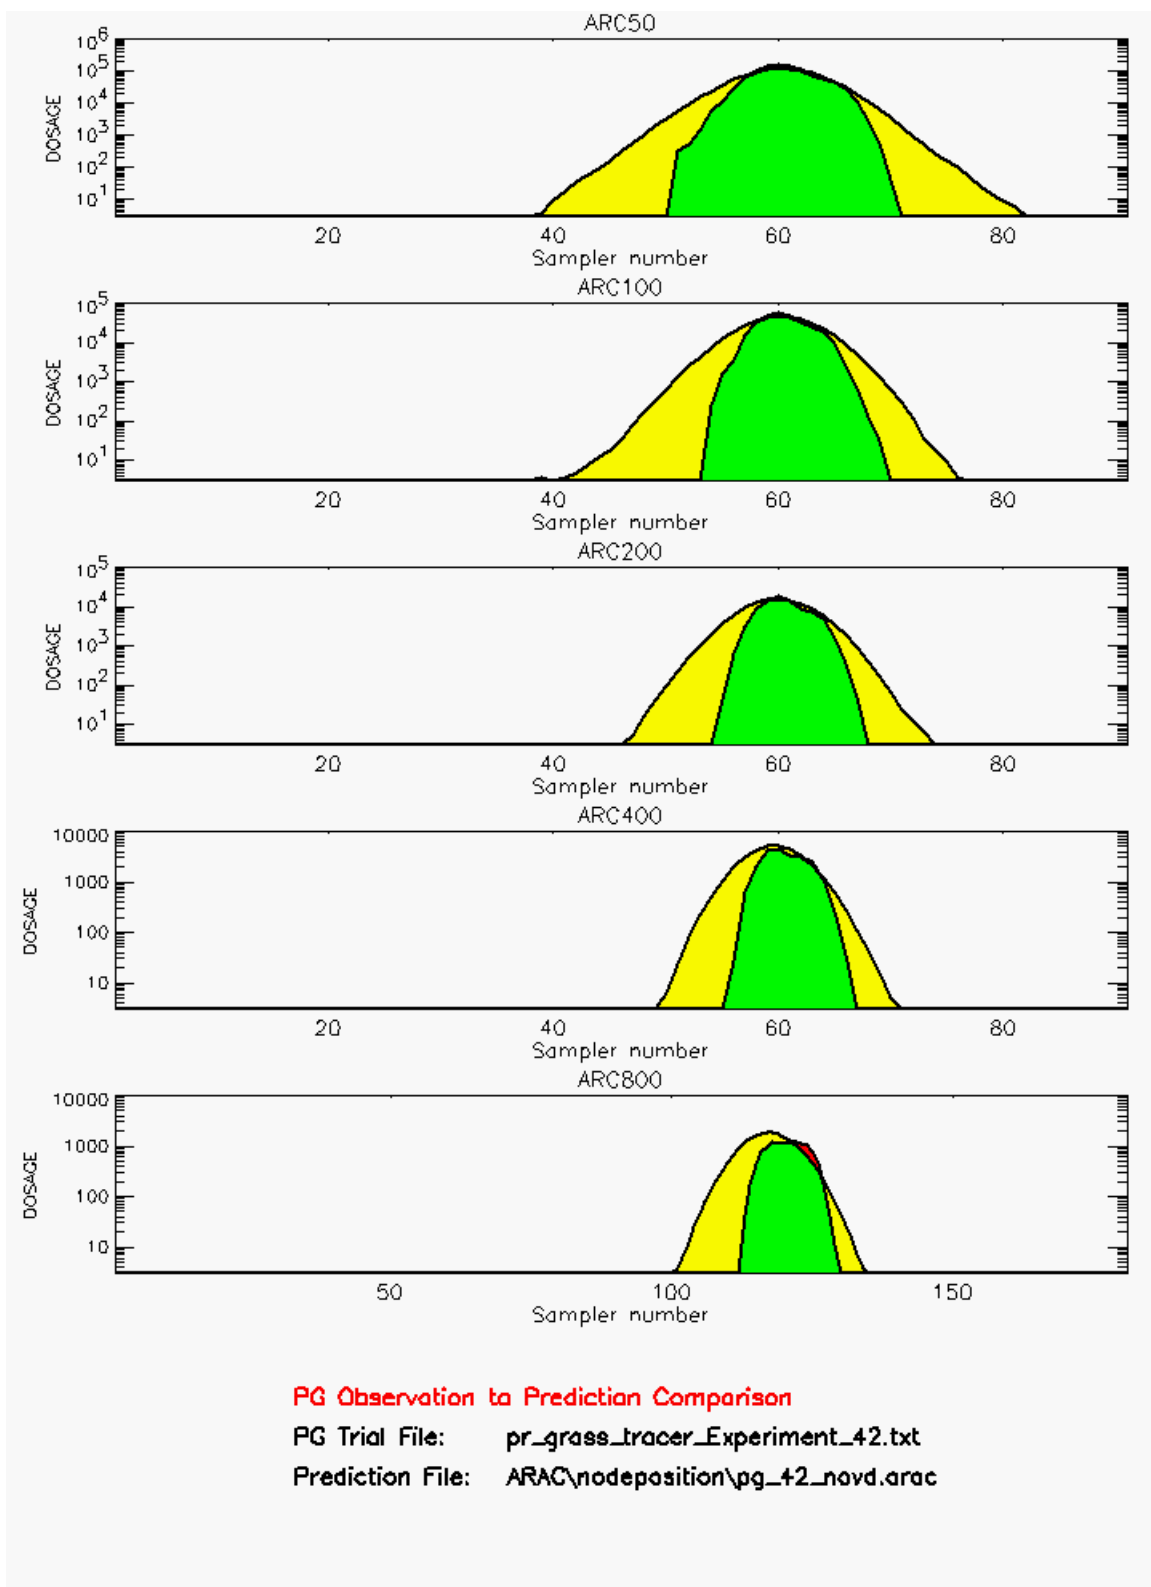 ARC50
10^6
10^5
10^4
10^3
10^2
10^1
DOSAGE
20 40 60 80
Sampler number
ARC100
10^5
10^4
10^3
10^2
10^1
DOSAGE
20 40 60 80
Sampler number
ARC200
10^5
10^4
10^3
10^2
10^1
DOSAGE
20 40 60 80
Sampler number
ARC400
10000
1000
100
10
DOSAGE
20 40 60 80
Sampler number
ARC800
10000
1000
100
10
DOSAGE
50 100 150
Sampler number
PG Observation to Prediction Comparison
PG Trial File: pr_grass_tracer_Experiment_42.txt
Prediction File: ARAC\nodeposition\pg_42_novd.arac